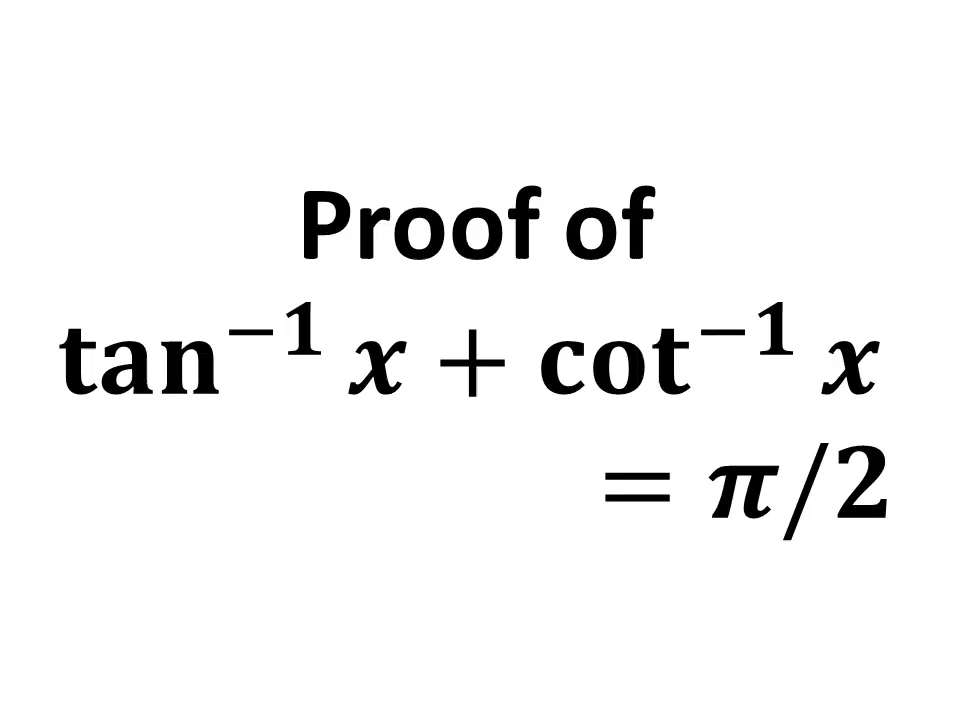 Proof of
tan⁻¹ x + cot⁻¹ x
= π/2